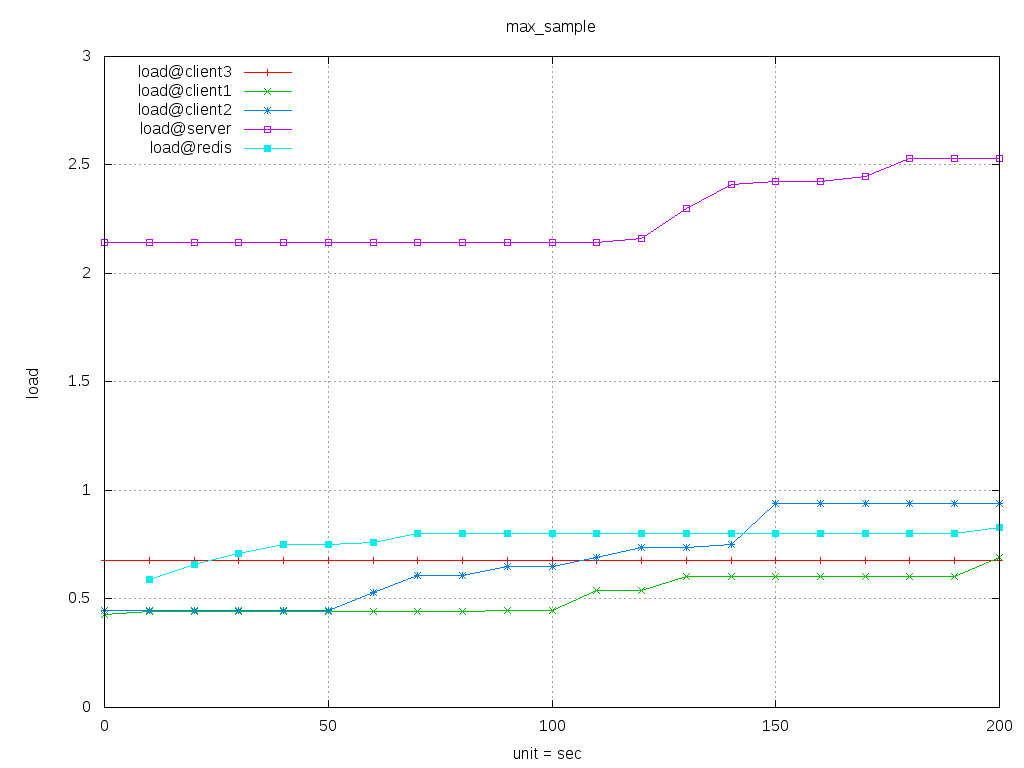 max_sample
load@client3
load@client1
load@client2
load@server
load@redis
load
3
2.5
2
1.5
1
0.5
0
0 50 100 150 200
unit = sec